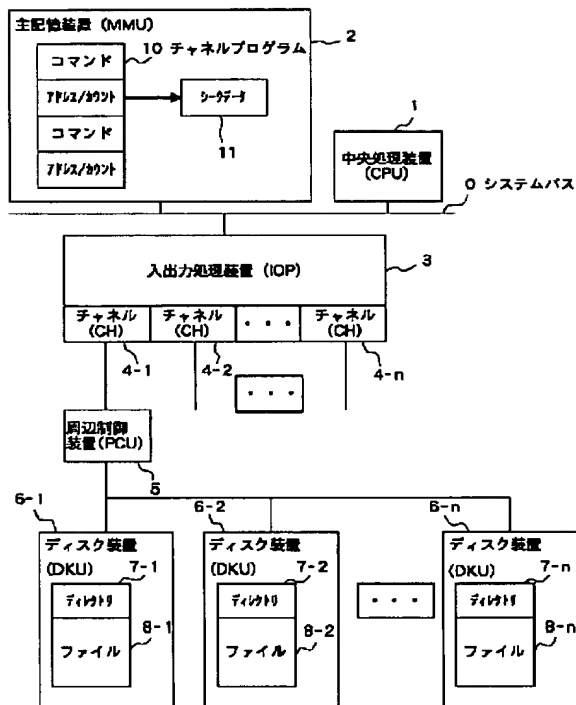 主記憶装置 (MMU)
2
10 チャネルプログラム
コマンド
アドレス/カウント
シークデータ
コマンド
11
アドレス/カウント
1
中央処理装置
(CPU)
0 システムバス
入出力処理装置 (IOP)
3
チャネル
(CH)
チャネル
(CH)
・・・
チャネル
(CH)
4-1
4-2
4-n
・・・
周辺制御
装置(PCU)
5
6-1
6-2
6-n
ディスク装置
(DKU)
7-1
ディレクトリ
ファイル
8-1
ディスク装置
(DKU)
7-2
ディレクトリ
ファイル
8-2
・・・
ディスク装置
(DKU)
7-n
ディレクトリ
ファイル
8-n